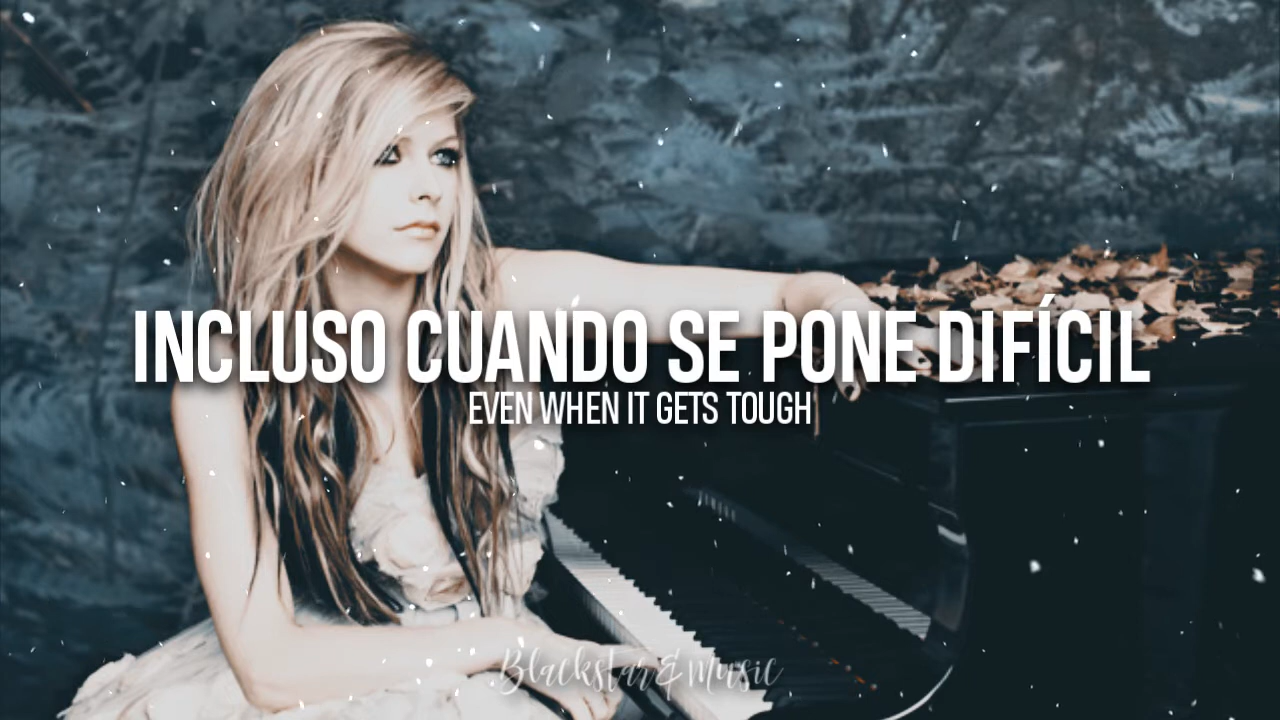 INCLUSO CUANDO SE PONE DIFÍCIL
EVEN WHEN IT GETS TOUGH
Blackstar & Music